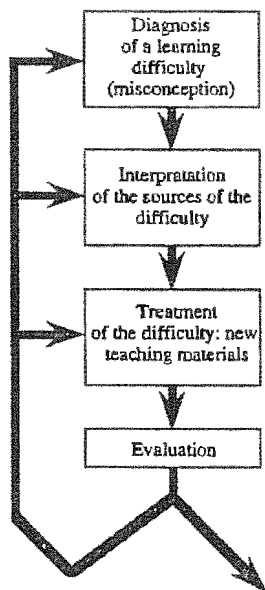 Diagnosis
of a learning
difficulty
(misconception)
Interpratation
of the sources of the
difficulty
Treatment
of the difficulty: new
teaching materials
Evaluation